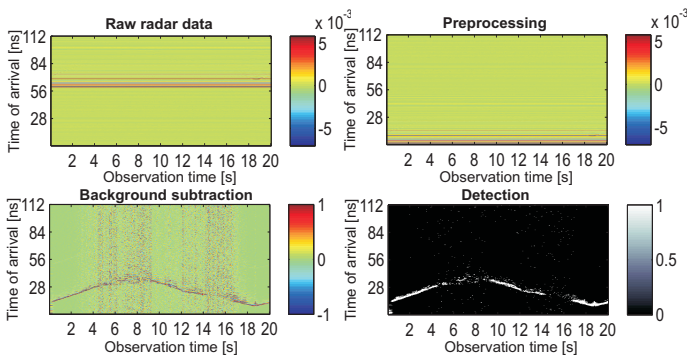 Raw radar data
x 10⁻³
Time of arrival [ns]
112
84
56
28
2 4 6 8 10 12 14 16 18 20
Observation time [s]
5
0
-5
Preprocessing
x 10⁻³
Time of arrival [ns]
112
84
56
28
2 4 6 8 10 12 14 16 18 20
Observation time [s]
5
0
-5
Background subtraction
Time of arrival [ns]
112
84
56
28
2 4 6 8 10 12 14 16 18 20
Observation time [s]
1
0
-1
Detection
Time of arrival [ns]
112
84
56
28
2 4 6 8 10 12 14 16 18 20
Observation time [s]
1
0.5
0